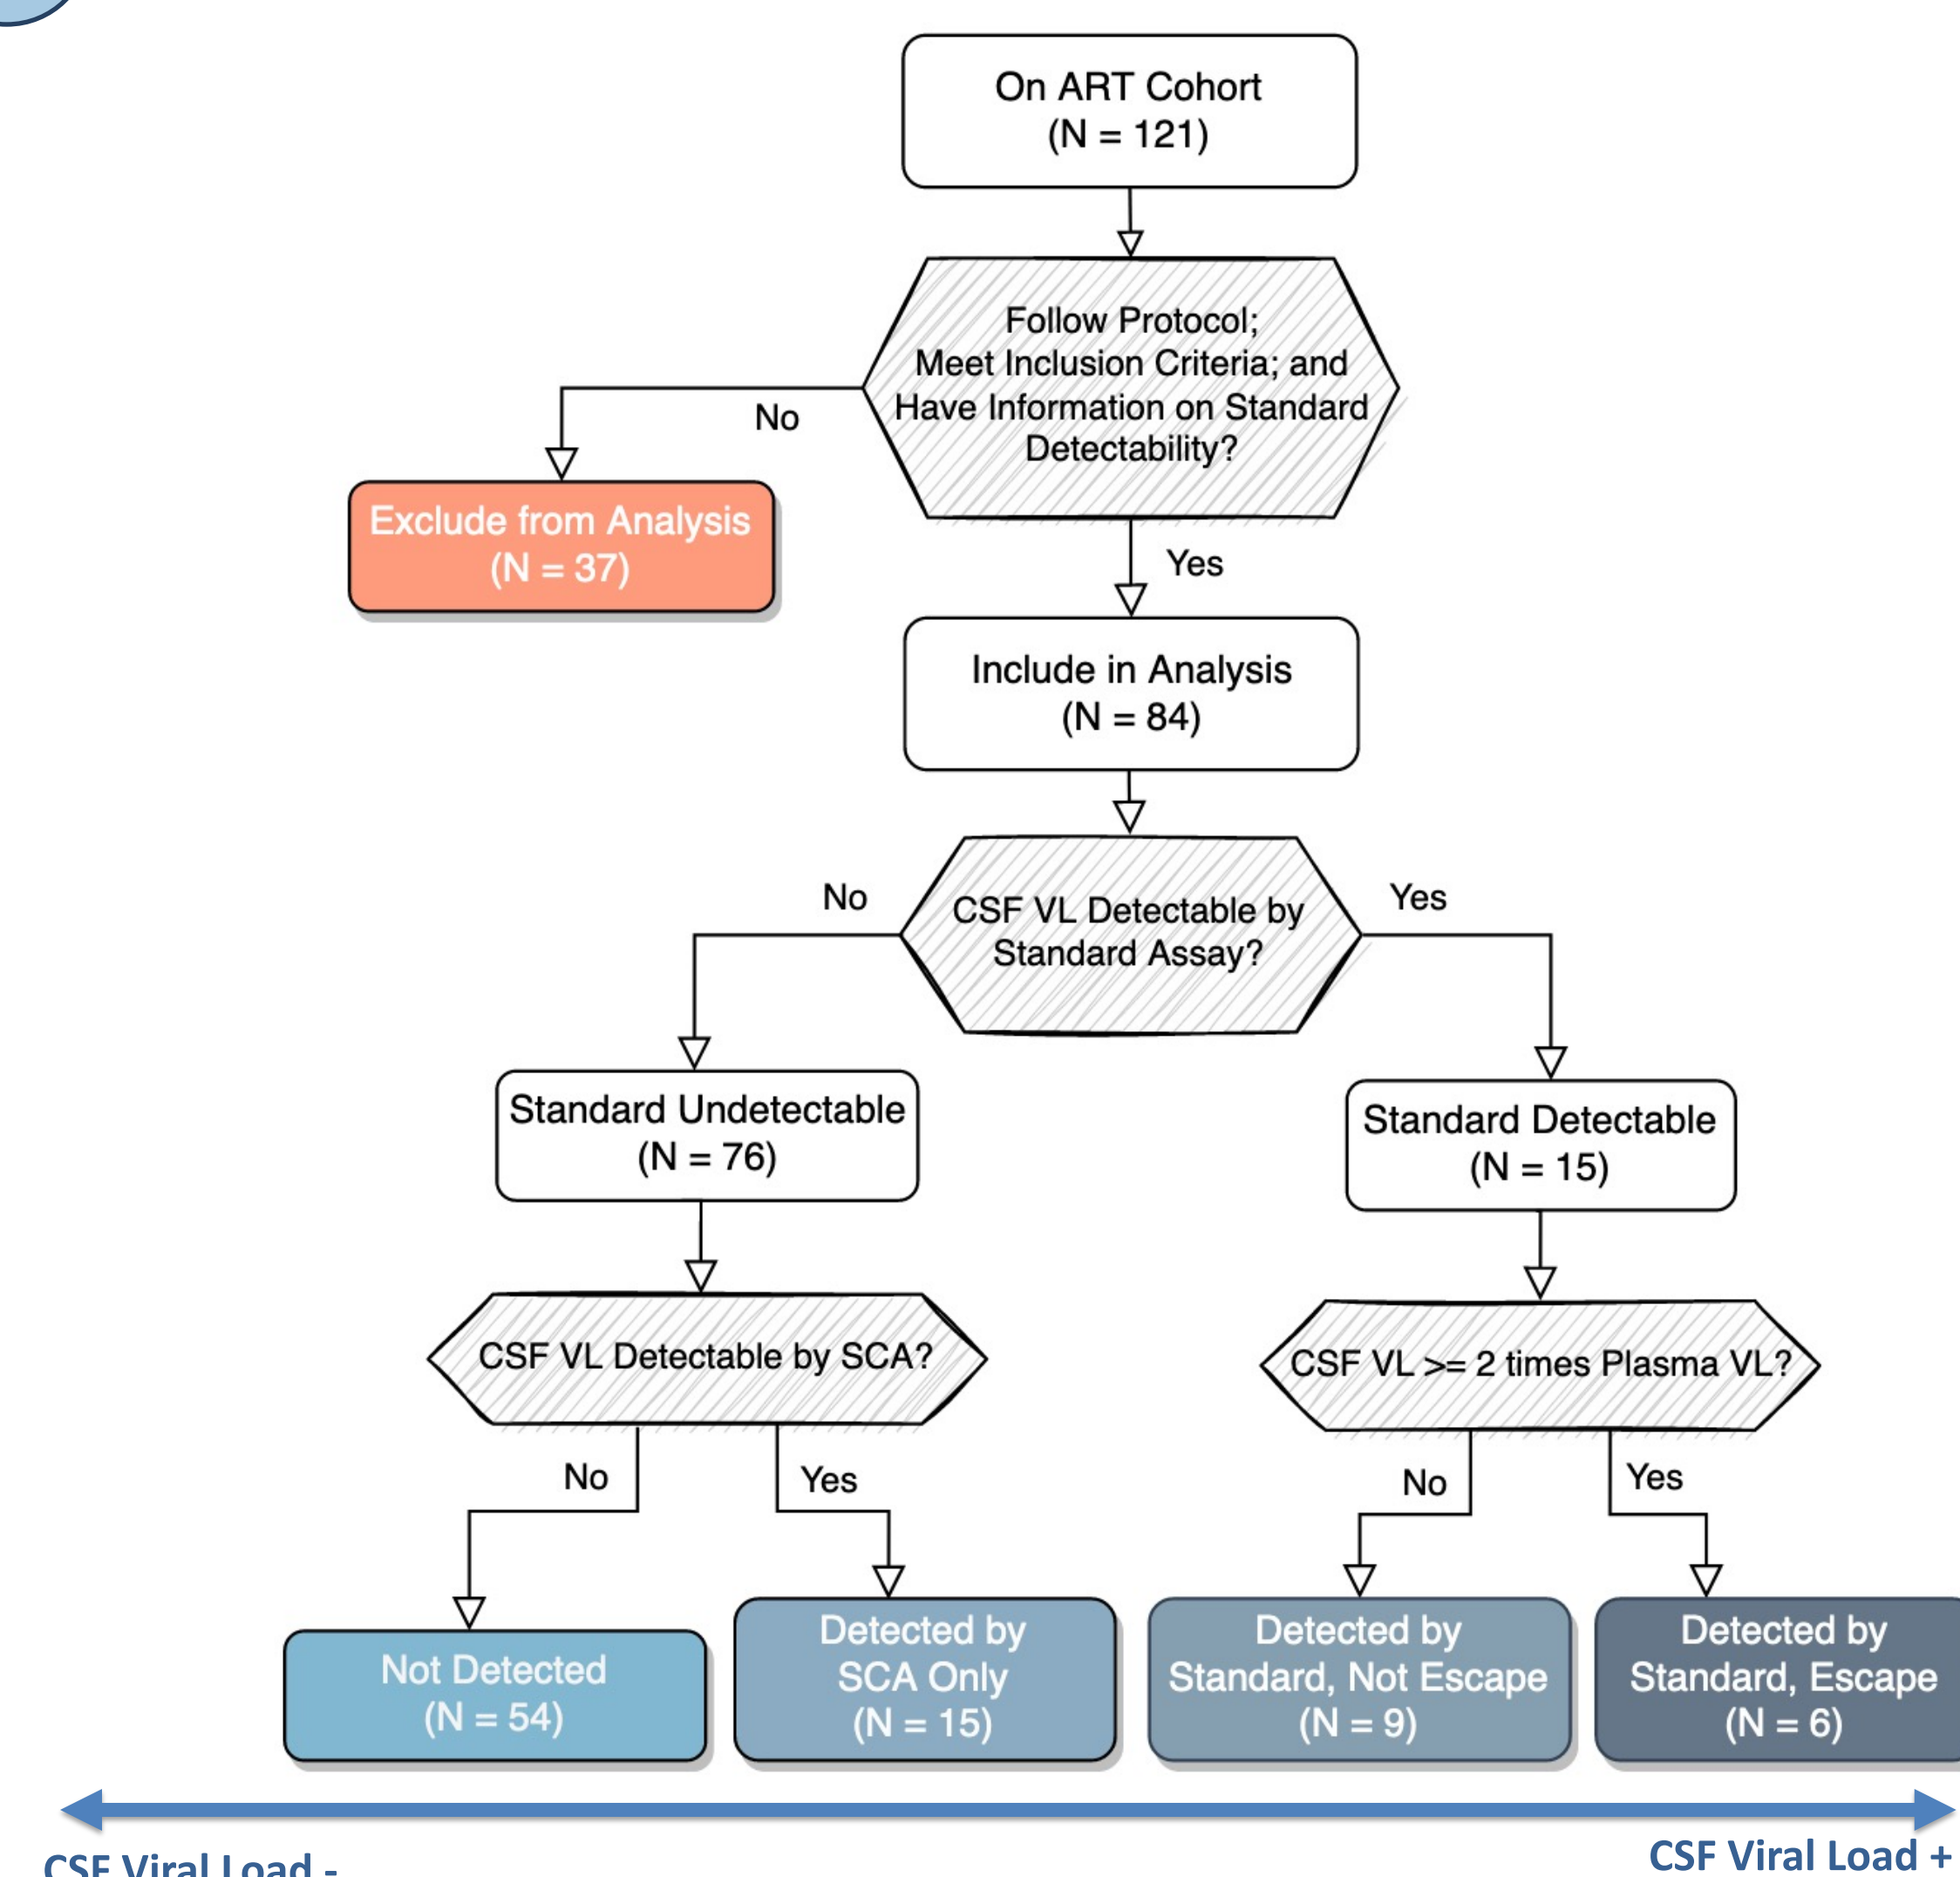 On ART Cohort
(N = 121)
Follow Protocol;
Meet Inclusion Criteria; and
Have Information on Standard
Detectability?
No
Exclude from Analysis
(N = 37)
Yes
Include in Analysis
(N = 84)
No
CSF VL Detectable by
Standard Assay?
Yes
Standard Undetectable
(N = 76)
Standard Detectable
(N = 15)
CSF VL Detectable by SCA?
CSF VL >= 2 times Plasma VL?
No
Yes
No
Yes
Not Detected
(N = 54)
Detected by
SCA Only
(N = 15)
Detected by
Standard, Not Escape
(N = 9)
Detected by
Standard, Escape
(N = 6)
CSF Viral Load -
CSF Viral Load +